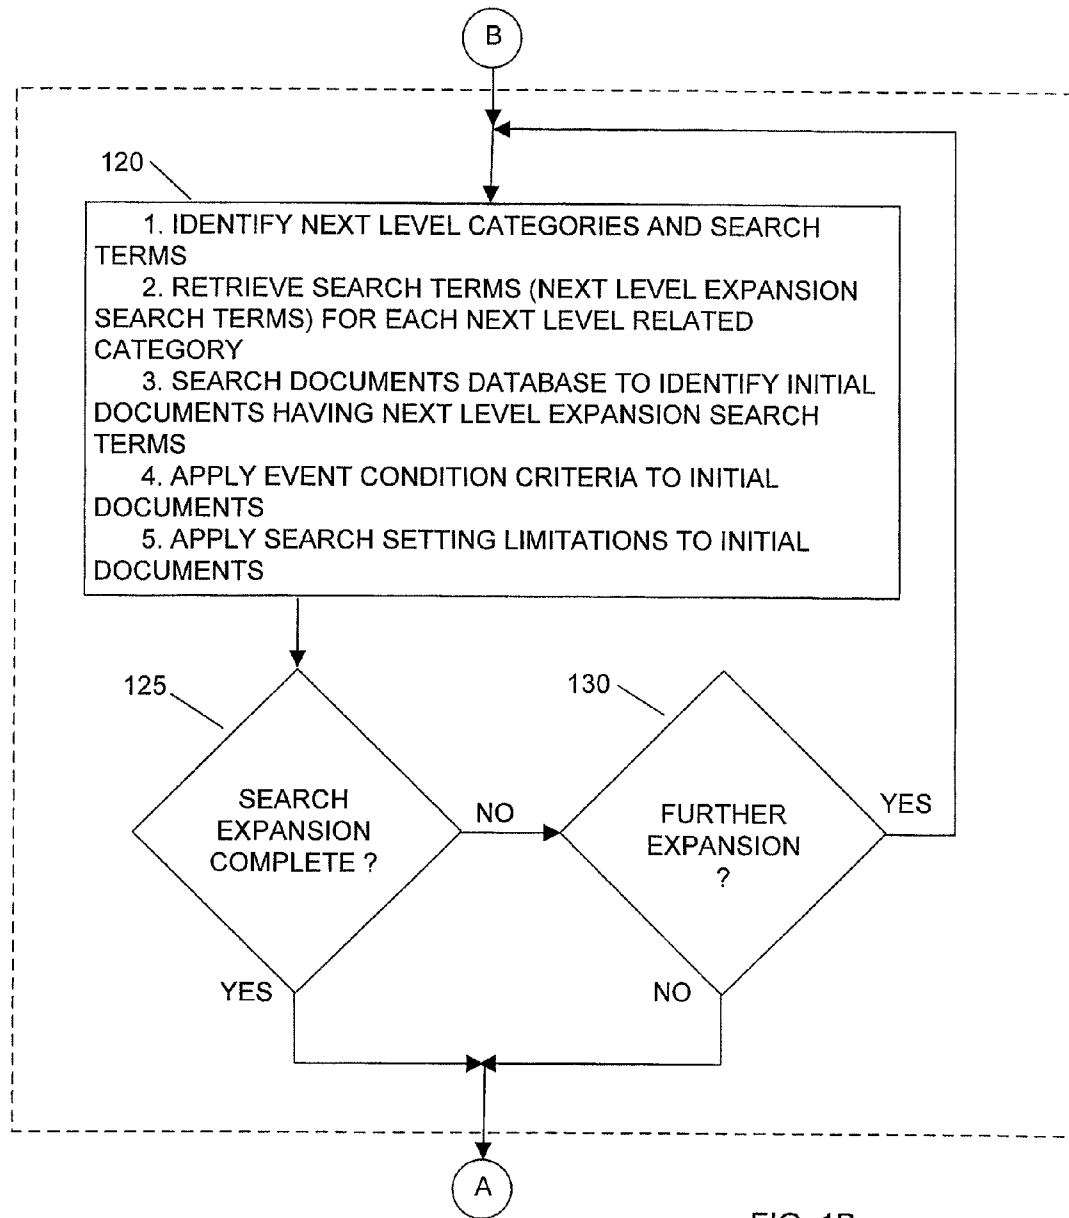 B
120
1. IDENTIFY NEXT LEVEL CATEGORIES AND SEARCH
TERMS
2. RETRIEVE SEARCH TERMS (NEXT LEVEL EXPANSION
SEARCH TERMS) FOR EACH NEXT LEVEL RELATED
CATEGORY
3. SEARCH DOCUMENTS DATABASE TO IDENTIFY INITIAL
DOCUMENTS HAVING NEXT LEVEL EXPANSION SEARCH
TERMS
4. APPLY EVENT CONDITION CRITERIA TO INITIAL
DOCUMENTS
5. APPLY SEARCH SETTING LIMITATIONS TO INITIAL
DOCUMENTS
125
SEARCH
EXPANSION
COMPLETE ?
NO
YES
130
FURTHER
EXPANSION
?
YES
NO
A